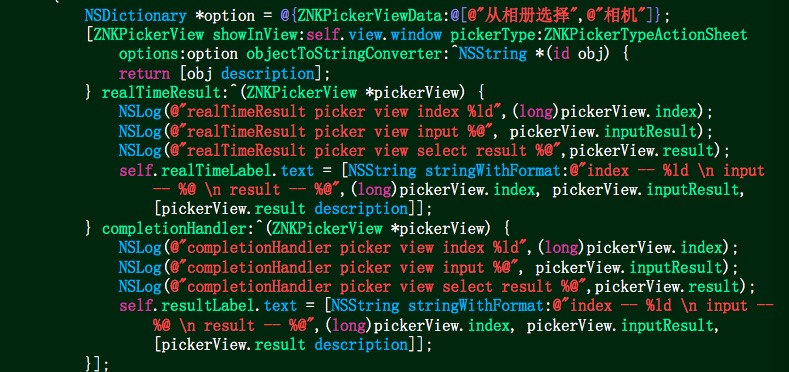 {
NSDictionary *option = @{ZNKPickerViewData:@[@"从相册选择",@"相机"]};
[ZNKPickerView showInView:self.view.window pickerType:ZNKPickerTypeActionSheet
options:option objectToStringConverter:^NSString *(id obj) {
return [obj description];
} realTimeResult:^(ZNKPickerView *pickerView) {
NSLog(@"realTimeResult picker view index %ld",(long)pickerView.index);
NSLog(@"realTimeResult picker view input %@", pickerView.inputResult);
NSLog(@"realTimeResult picker view select result %@",pickerView.result);
self.realTimeLabel.text = [NSString stringWithFormat:@"index -- %ld \n input
-- %@ \n result -- %@",(long)pickerView.index, pickerView.inputResult,
[pickerView.result description]];
} completionHandler:^(ZNKPickerView *pickerView) {
NSLog(@"completionHandler picker view index %ld",(long)pickerView.index);
NSLog(@"completionHandler picker view input %@", pickerView.inputResult);
NSLog(@"completionHandler picker view select result %@",pickerView.result);
self.resultLabel.text = [NSString stringWithFormat:@"index -- %ld \n input --
%@ \n result -- %@",(long)pickerView.index, pickerView.inputResult,
[pickerView.result description]];
}];